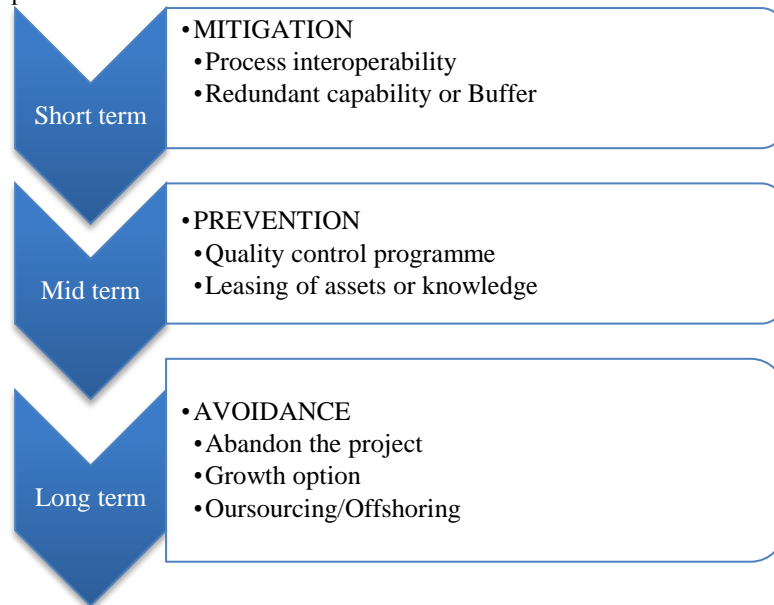 Short term
•MITIGATION
•Process interoperability
•Redundant capability or Buffer
Mid term
•PREVENTION
•Quality control programme
•Leasing of assets or knowledge
Long term
•AVOIDANCE
•Abandon the project
•Growth option
•Oursourcing/Offshoring